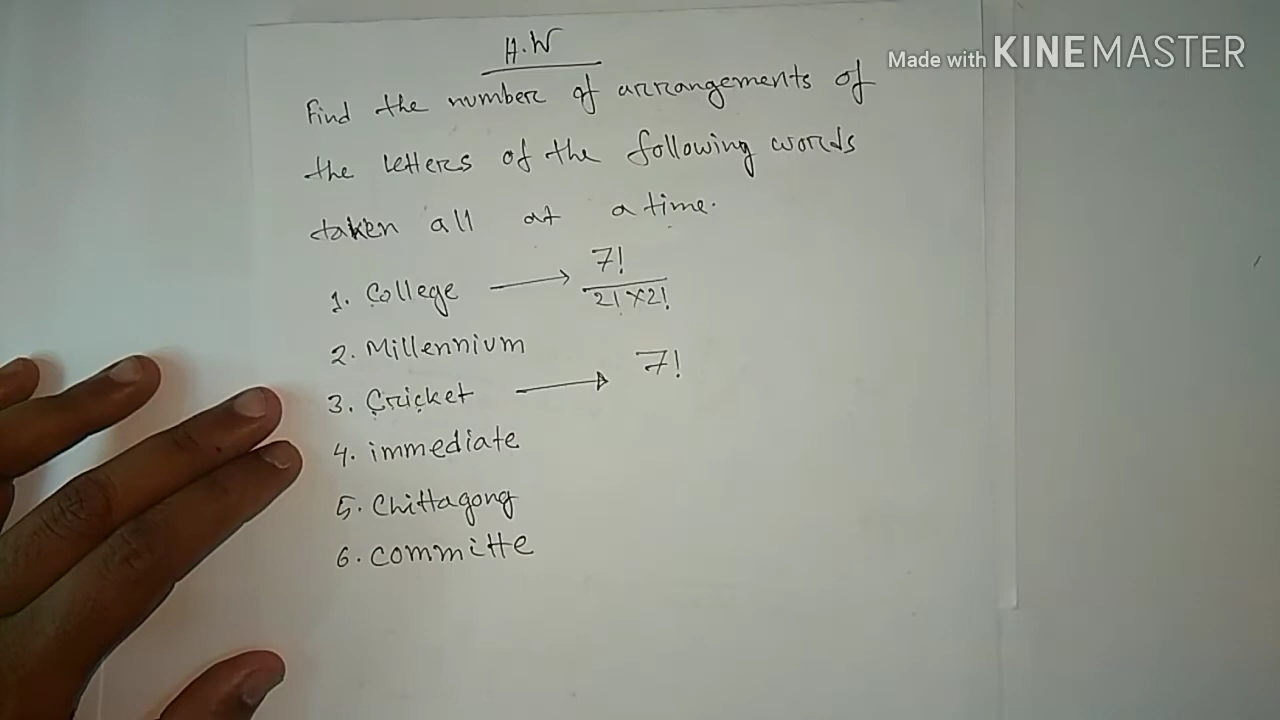 H.W
Made with KINEMASTER
Find the number of arrangements of
the letters of the following words
taken all at a time.
1. College → 7! / 2! × 2!
2. Millennium
3. Cricket → 7!
4. immediate
5. Chittagong
6. committe